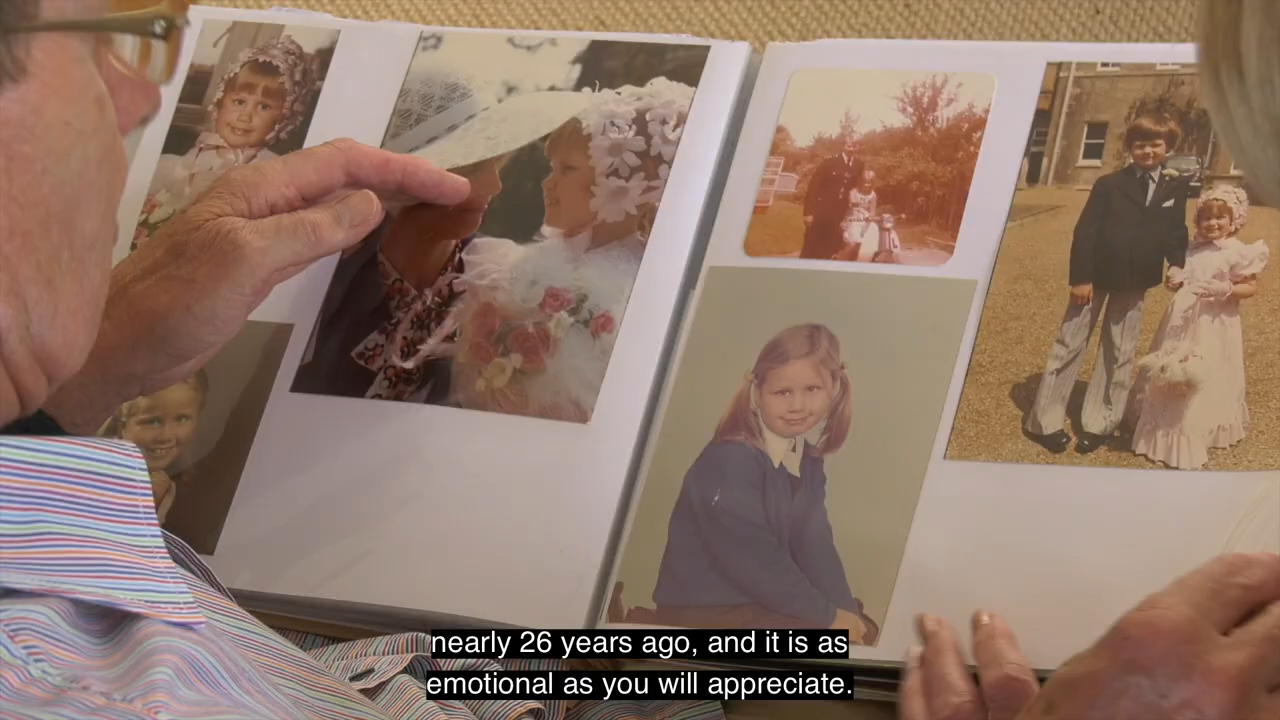 nearly 26 years ago, and it is as
emotional as you will appreciate.